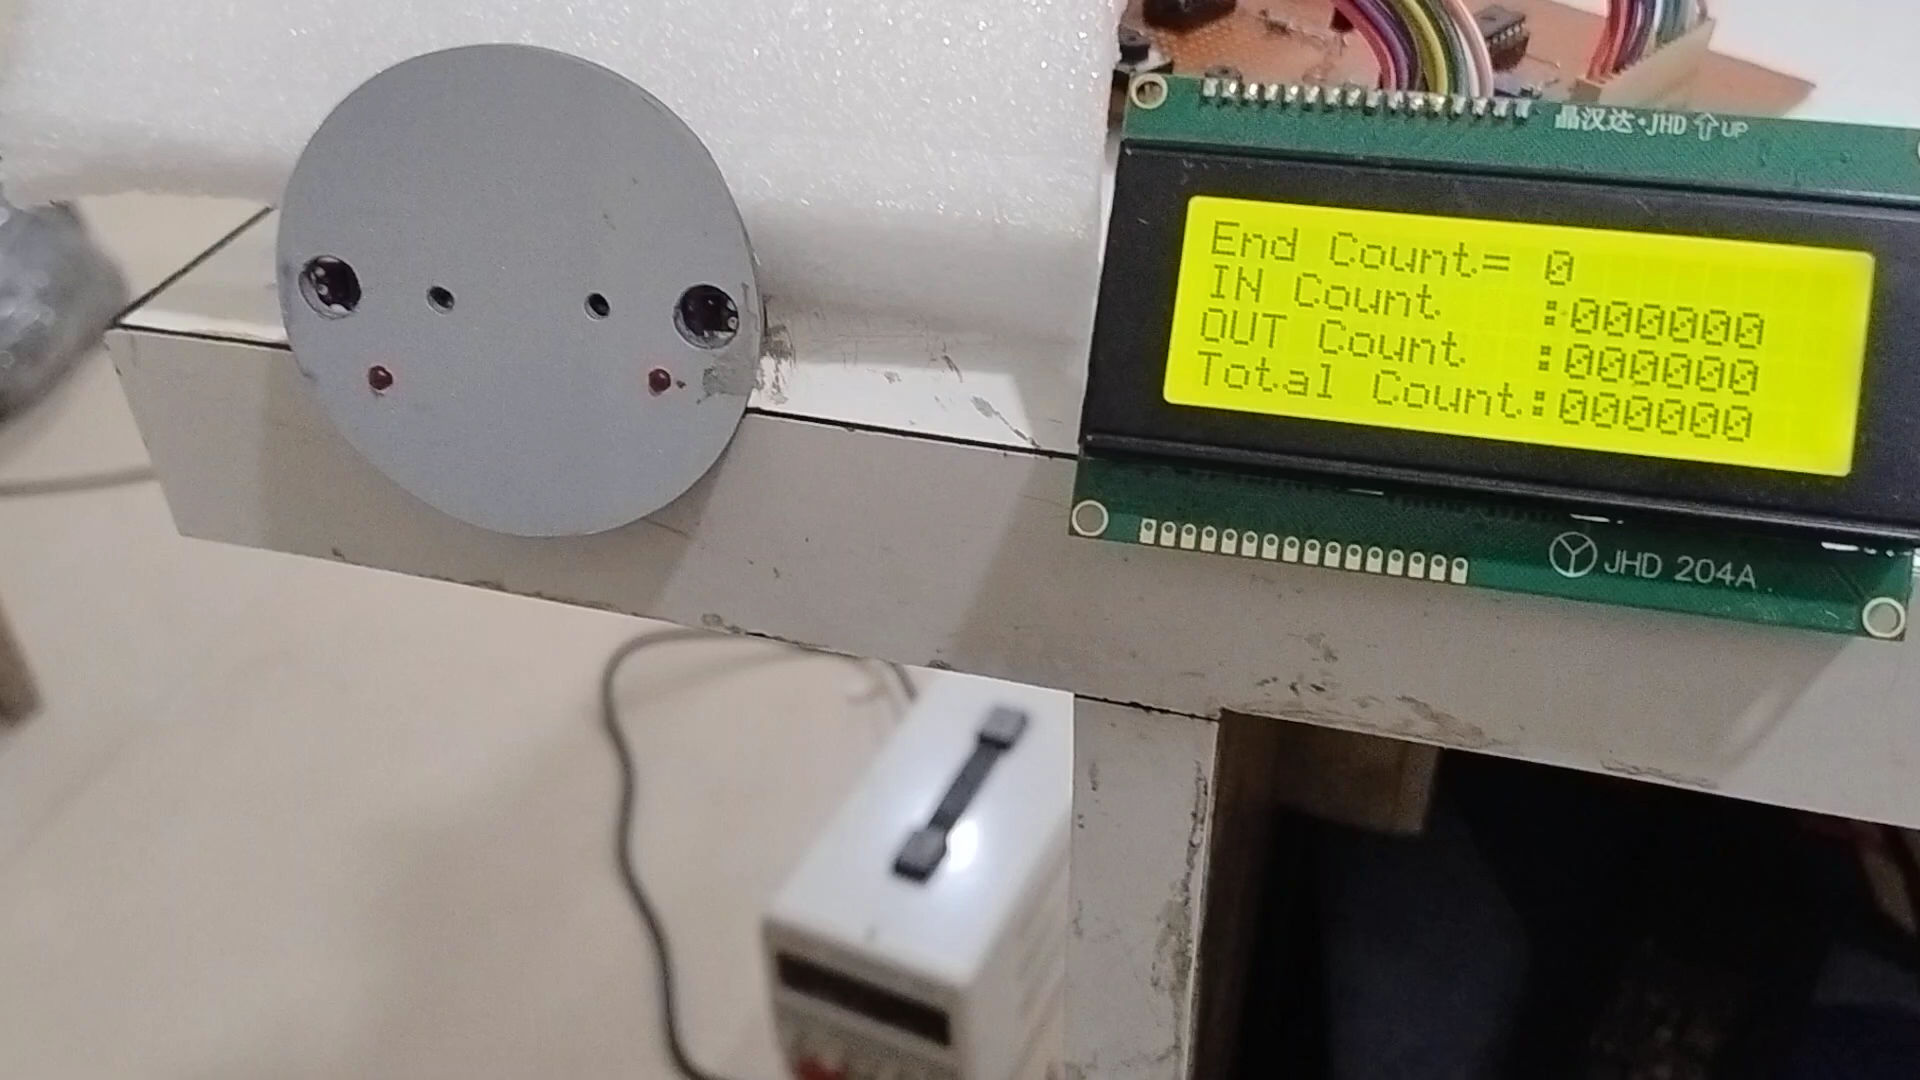 晶汉达·JHD UP
End Count= 0
IN Count :000000
OUT Count :000000
Total Count:000000
JHD 204A